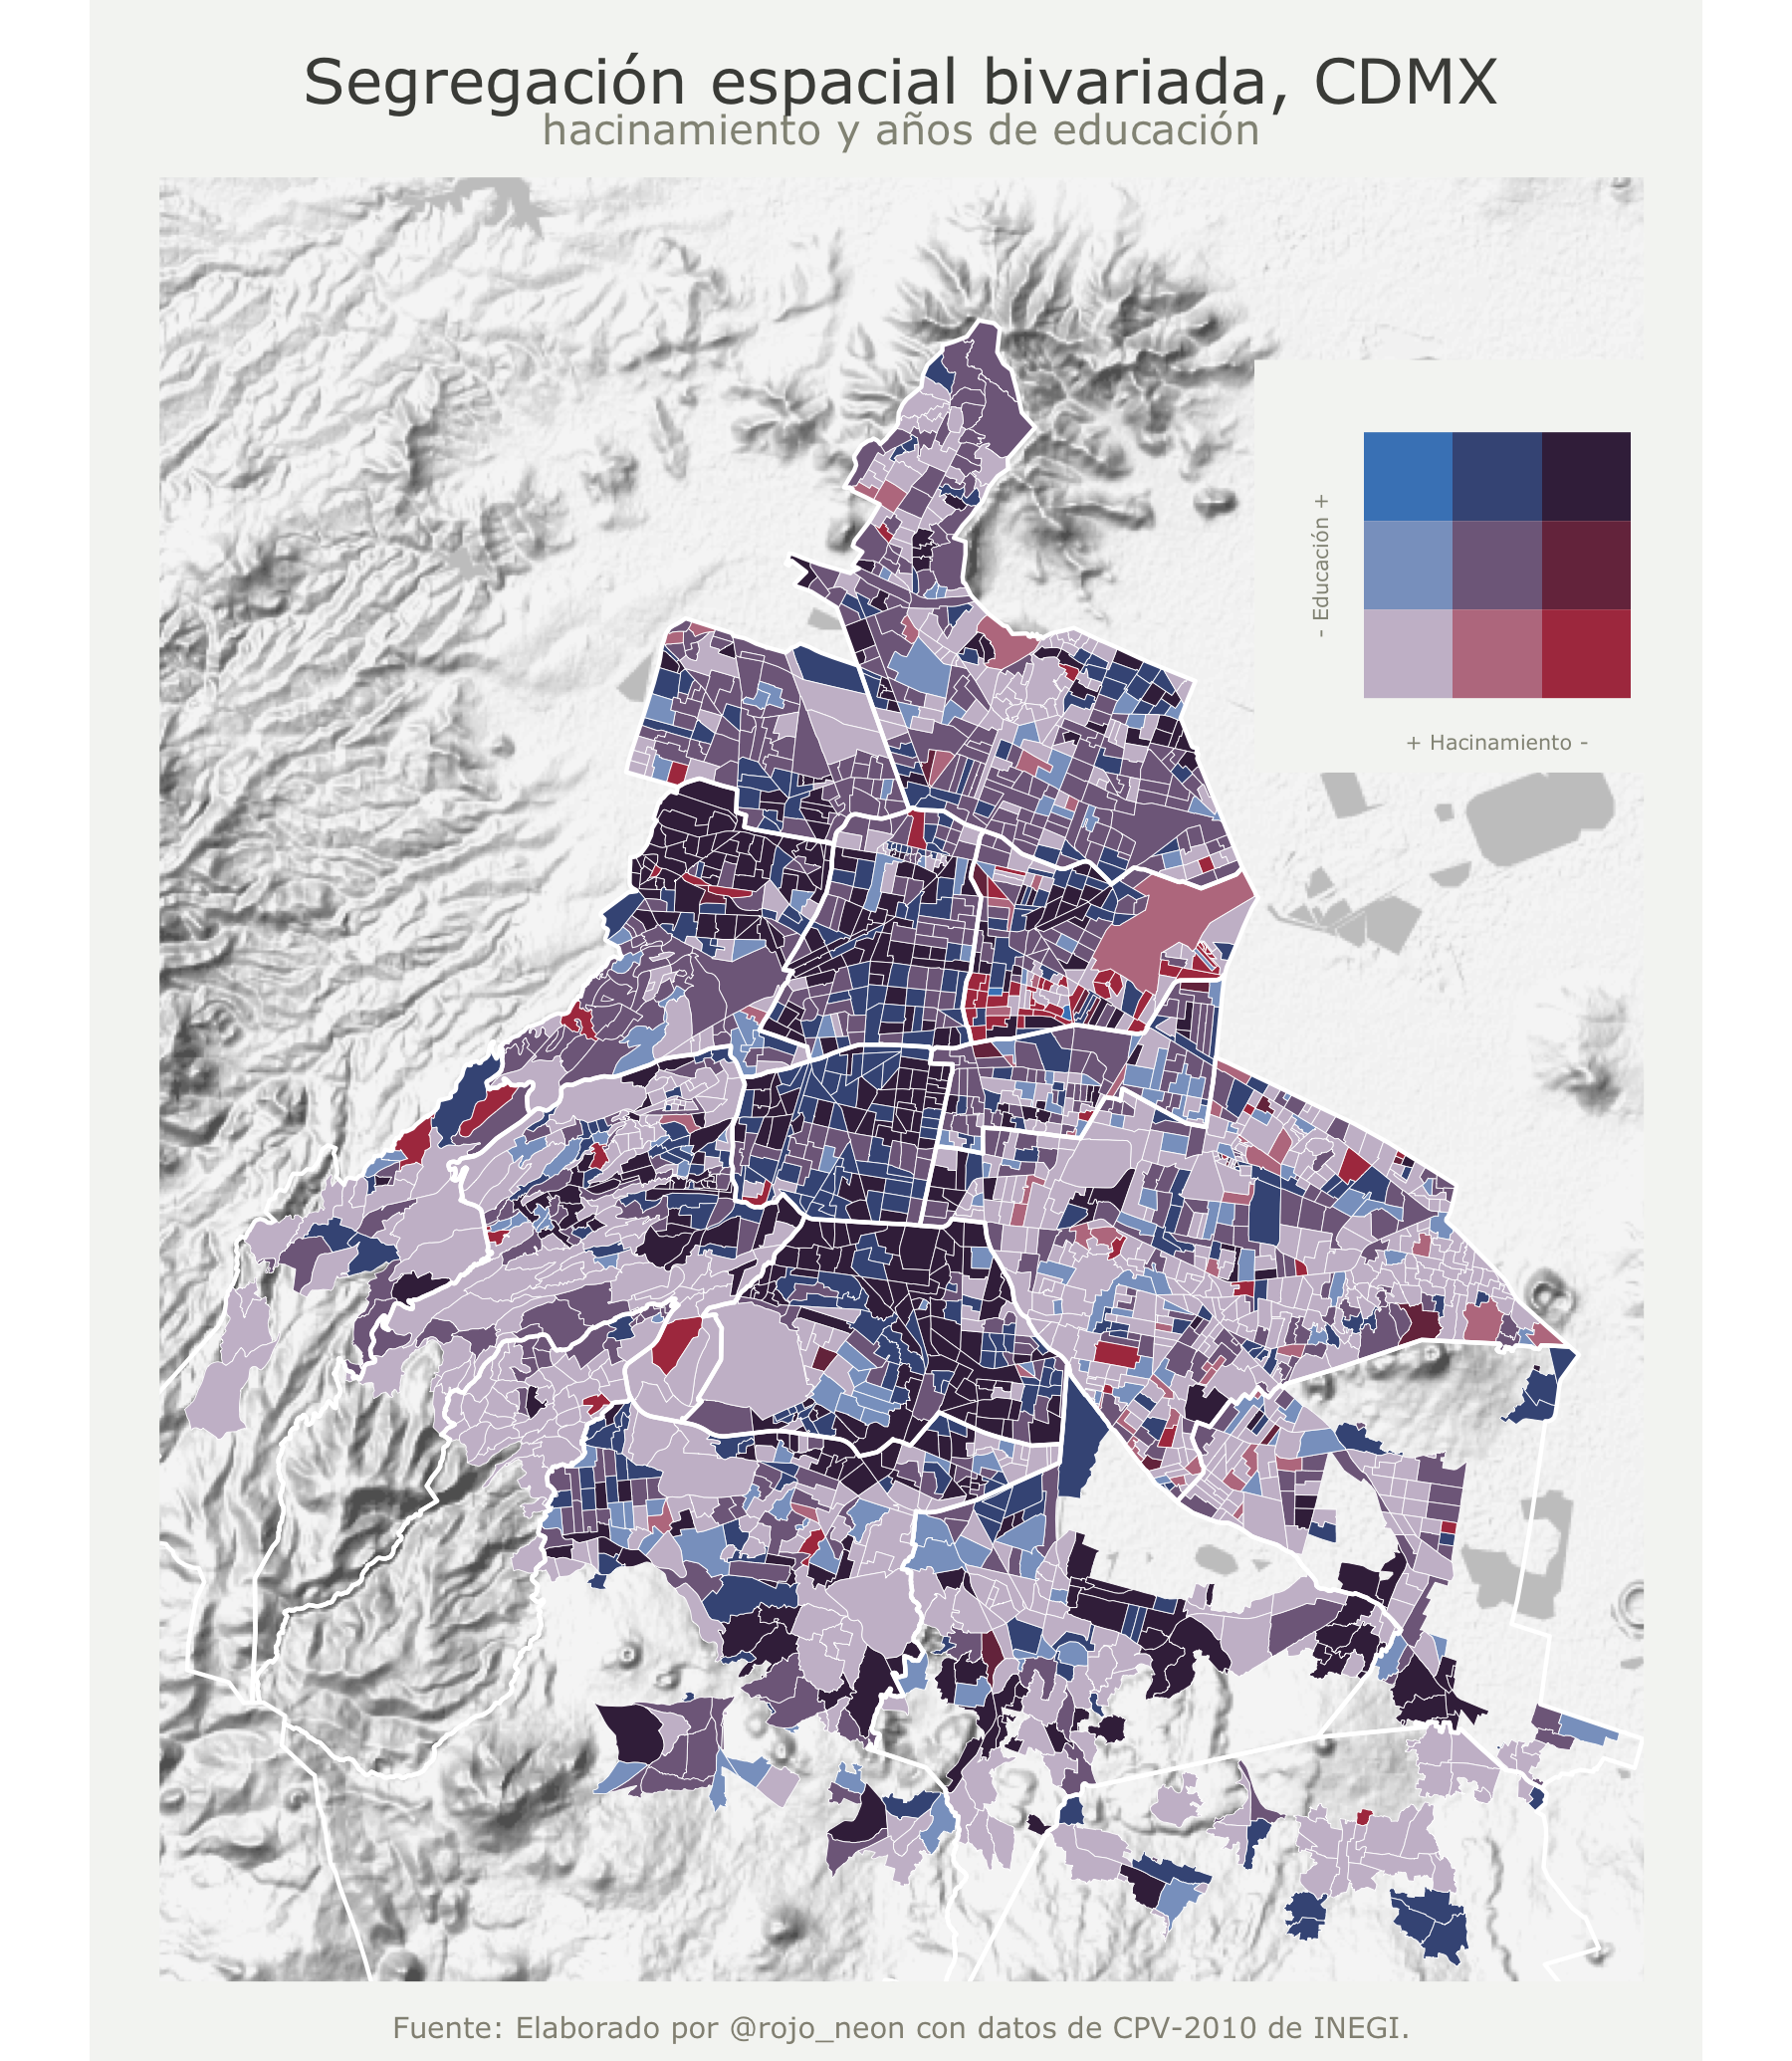 Segregación espacial bivariada, CDMX
hacinamiento y años de educación
- Educación +
+ Hacinamiento -
Fuente: Elaborado por @rojo_neon con datos de CPV-2010 de INEGI.